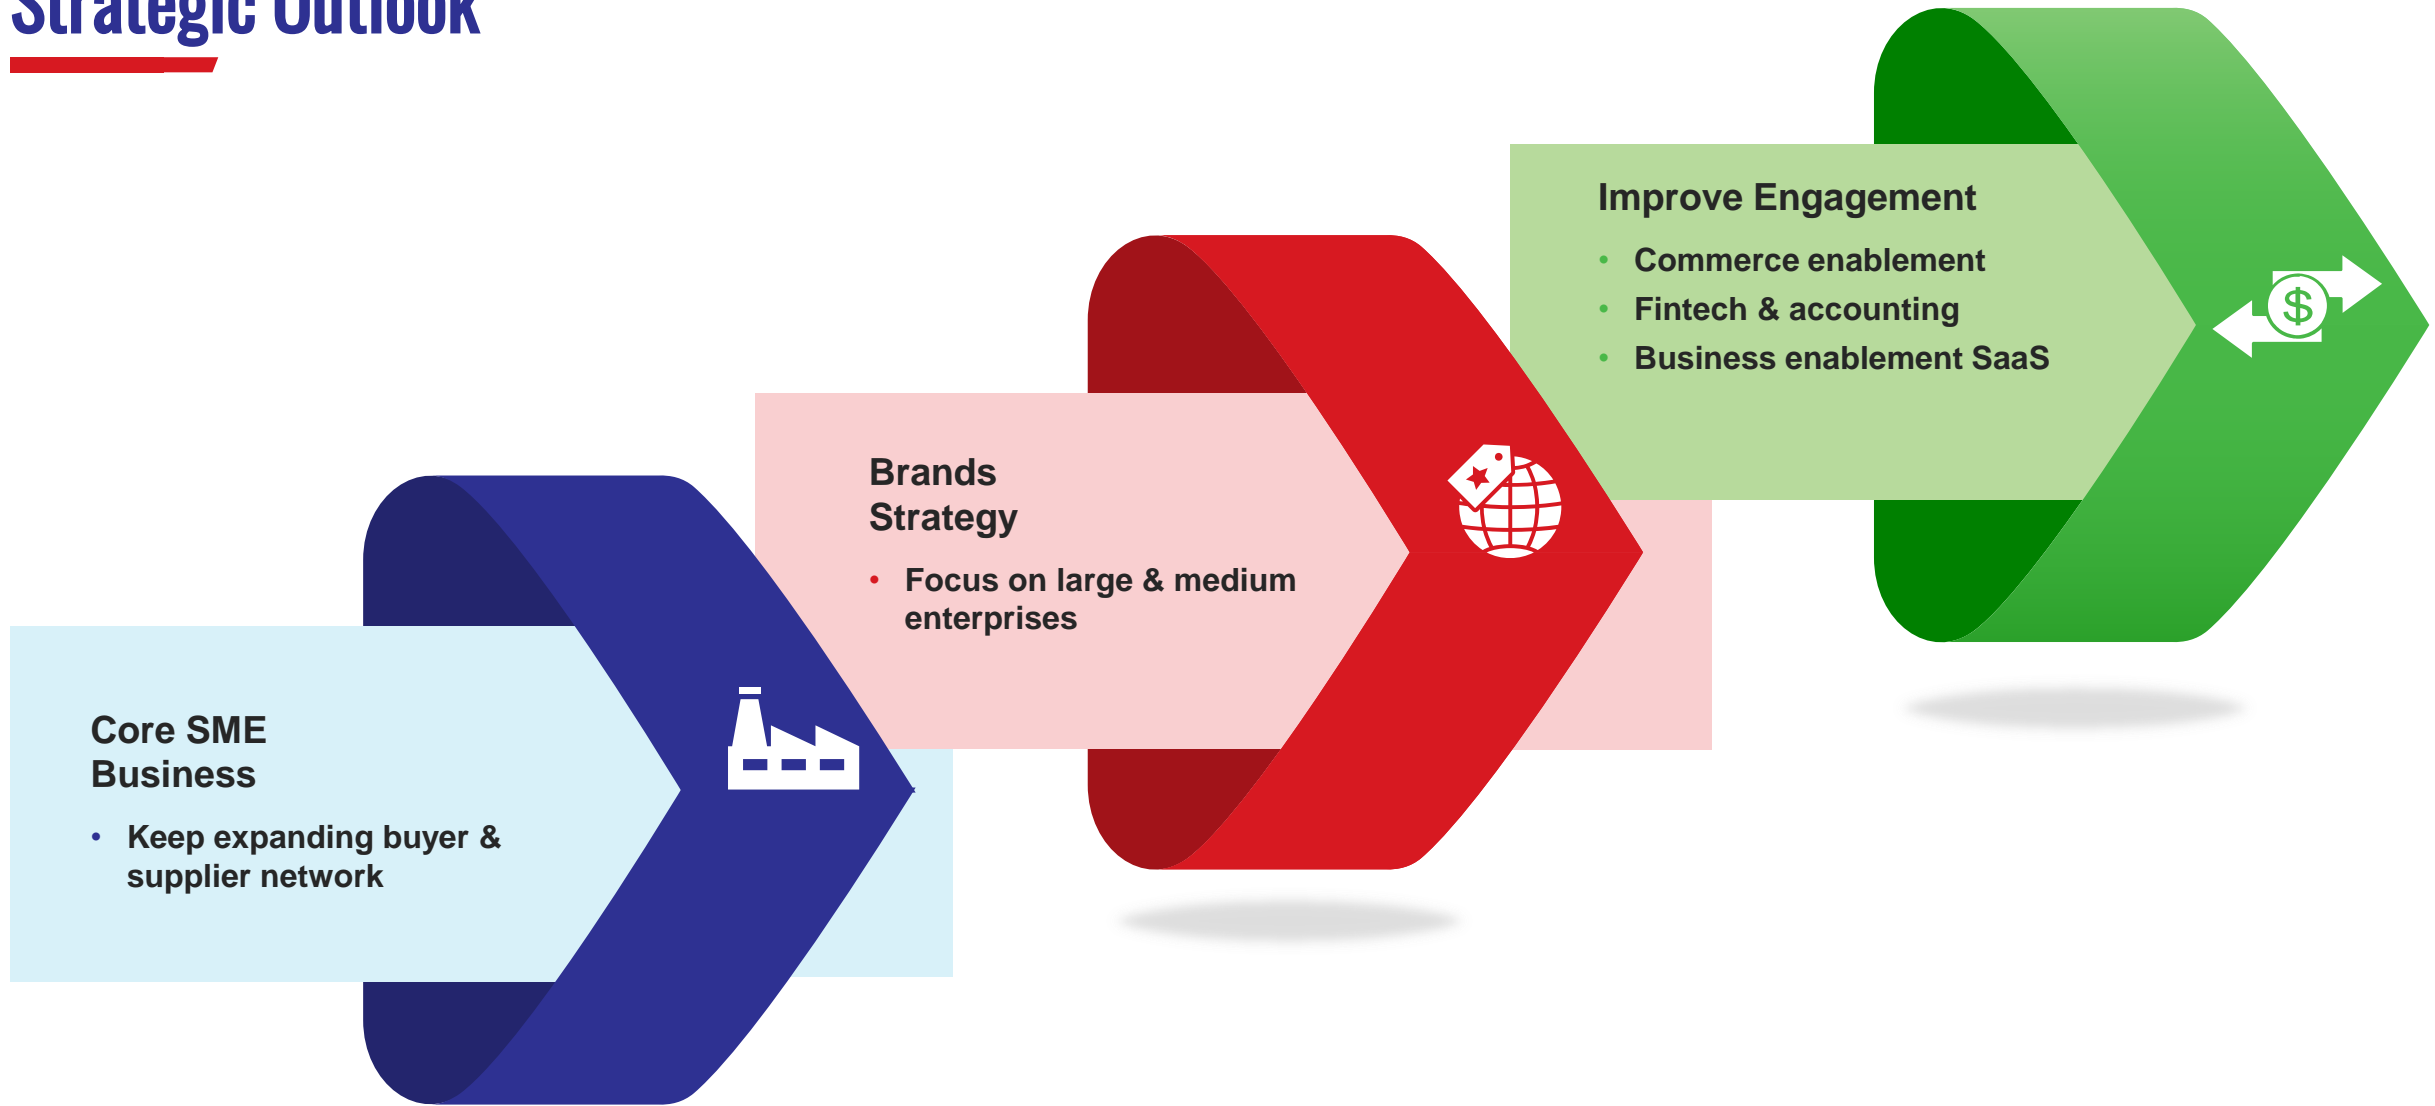 Strategic Outlook
Core SME
Business
• Keep expanding buyer &
supplier network
Brands
Strategy
• Focus on large & medium
enterprises
Improve Engagement
• Commerce enablement
• Fintech & accounting
• Business enablement SaaS
$